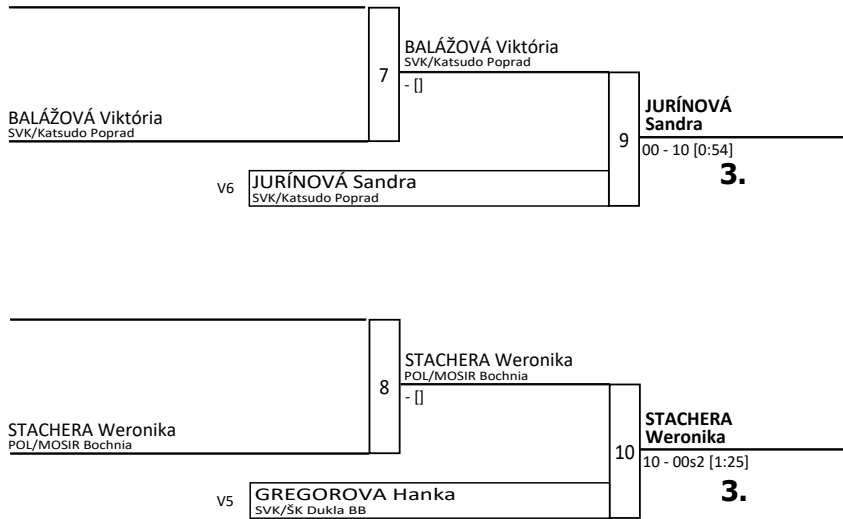 BALÁŽOVÁ Viktória
SVK/Katsudo Poprad
7
BALÁŽOVÁ Viktória
SVK/Katsudo Poprad
- []
V6
JURÍNOVÁ Sandra
SVK/Katsudo Poprad
9
JURÍNOVÁ
Sandra
00 - 10 [0:54]
3.
STACHERA Weronika
POL/MOSIR Bochnia
8
STACHERA Weronika
POL/MOSIR Bochnia
- []
V5
GREGOROVA Hanka
SVK/ŠK Dukla BB
10
STACHERA
Weronika
10 - 00s2 [1:25]
3.